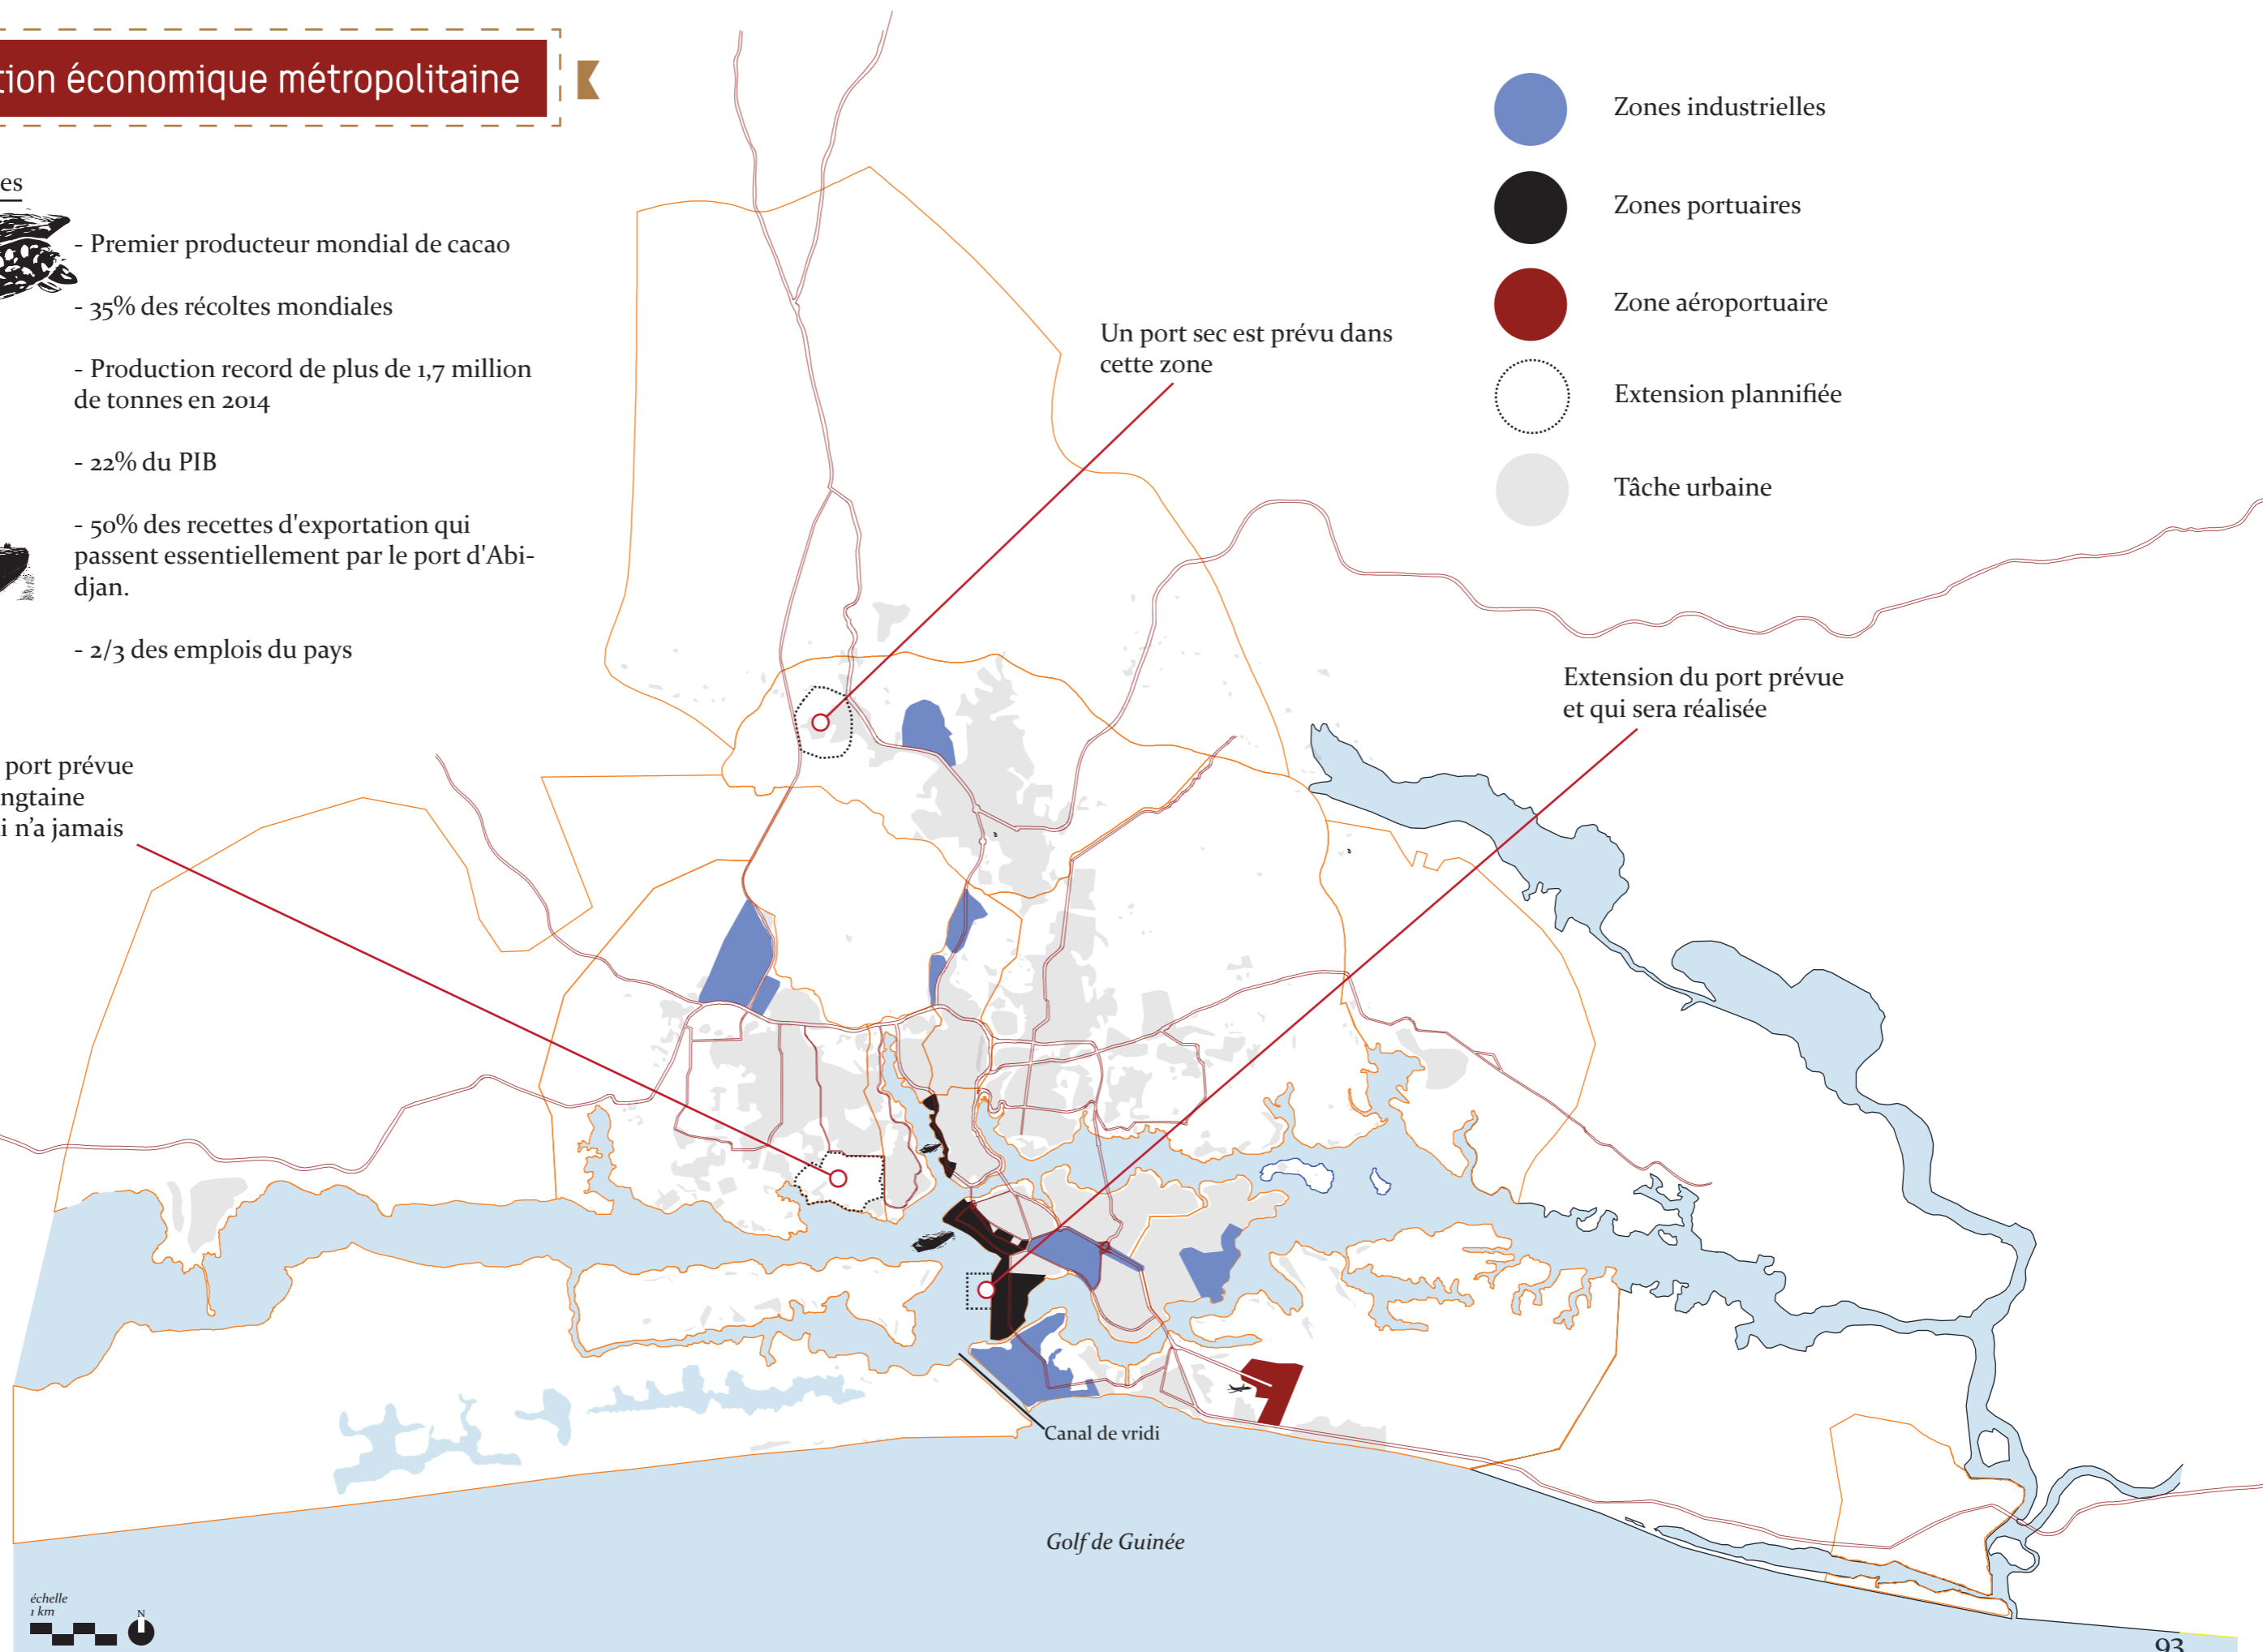 tion économique métropolitaine
es
- Premier producteur mondial de cacao
- 35% des récoltes mondiales
- Production record de plus de 1,7 million
de tonnes en 2014
- 22% du PIB
- 50% des recettes d'exportation qui
passent essentiellement par le port d'Abi-
djan.
- 2/3 des emplois du pays
port prévue
ngtaine
i n'a jamais
Un port sec est prévu dans
cette zone
Zones industrielles
Zones portuaires
Zone aéroportuaire
Extension plannifiée
Tâche urbaine
Extension du port prévue
et qui sera réalisée
Canal de vridi
Golf de Guinée
échelle
1 km
N
93